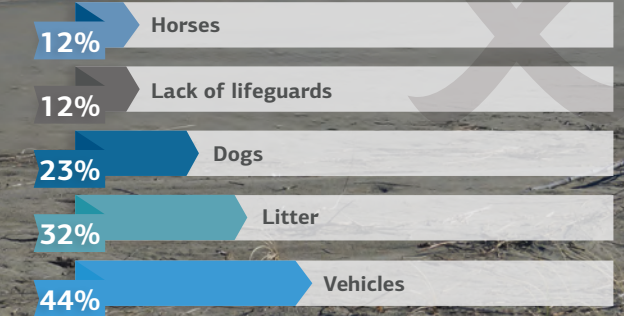 Horses
12%
Lack of lifeguards
12%
Dogs
23%
Litter
32%
Vehicles
44%